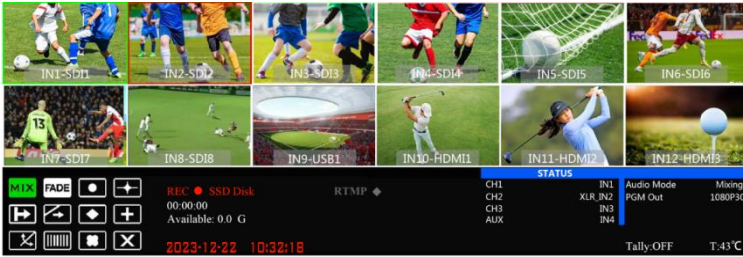 IN1-SDI1
IN2-SDI2
IN3-SDI3
IN4-SDI4
IN5-SDI5
IN6-SDI6
13
IN7-SDI7
IN8-SDI8
IN9-USB1
IN10-HDMI1
IN11-HDMI2
IN12-HDMI3
MIX
FADE
REC ● SSD Disk
RTMP ◆
00:00:00
Available: 0.0 G
2023-12-22 10:32:18
STATUS
CH1 IN1
CH2 XLR_IN2
CH3 IN3
AUX IN4
Audio Mode Mixing
PGM Out 1080P30
Tally:OFF T:43℃